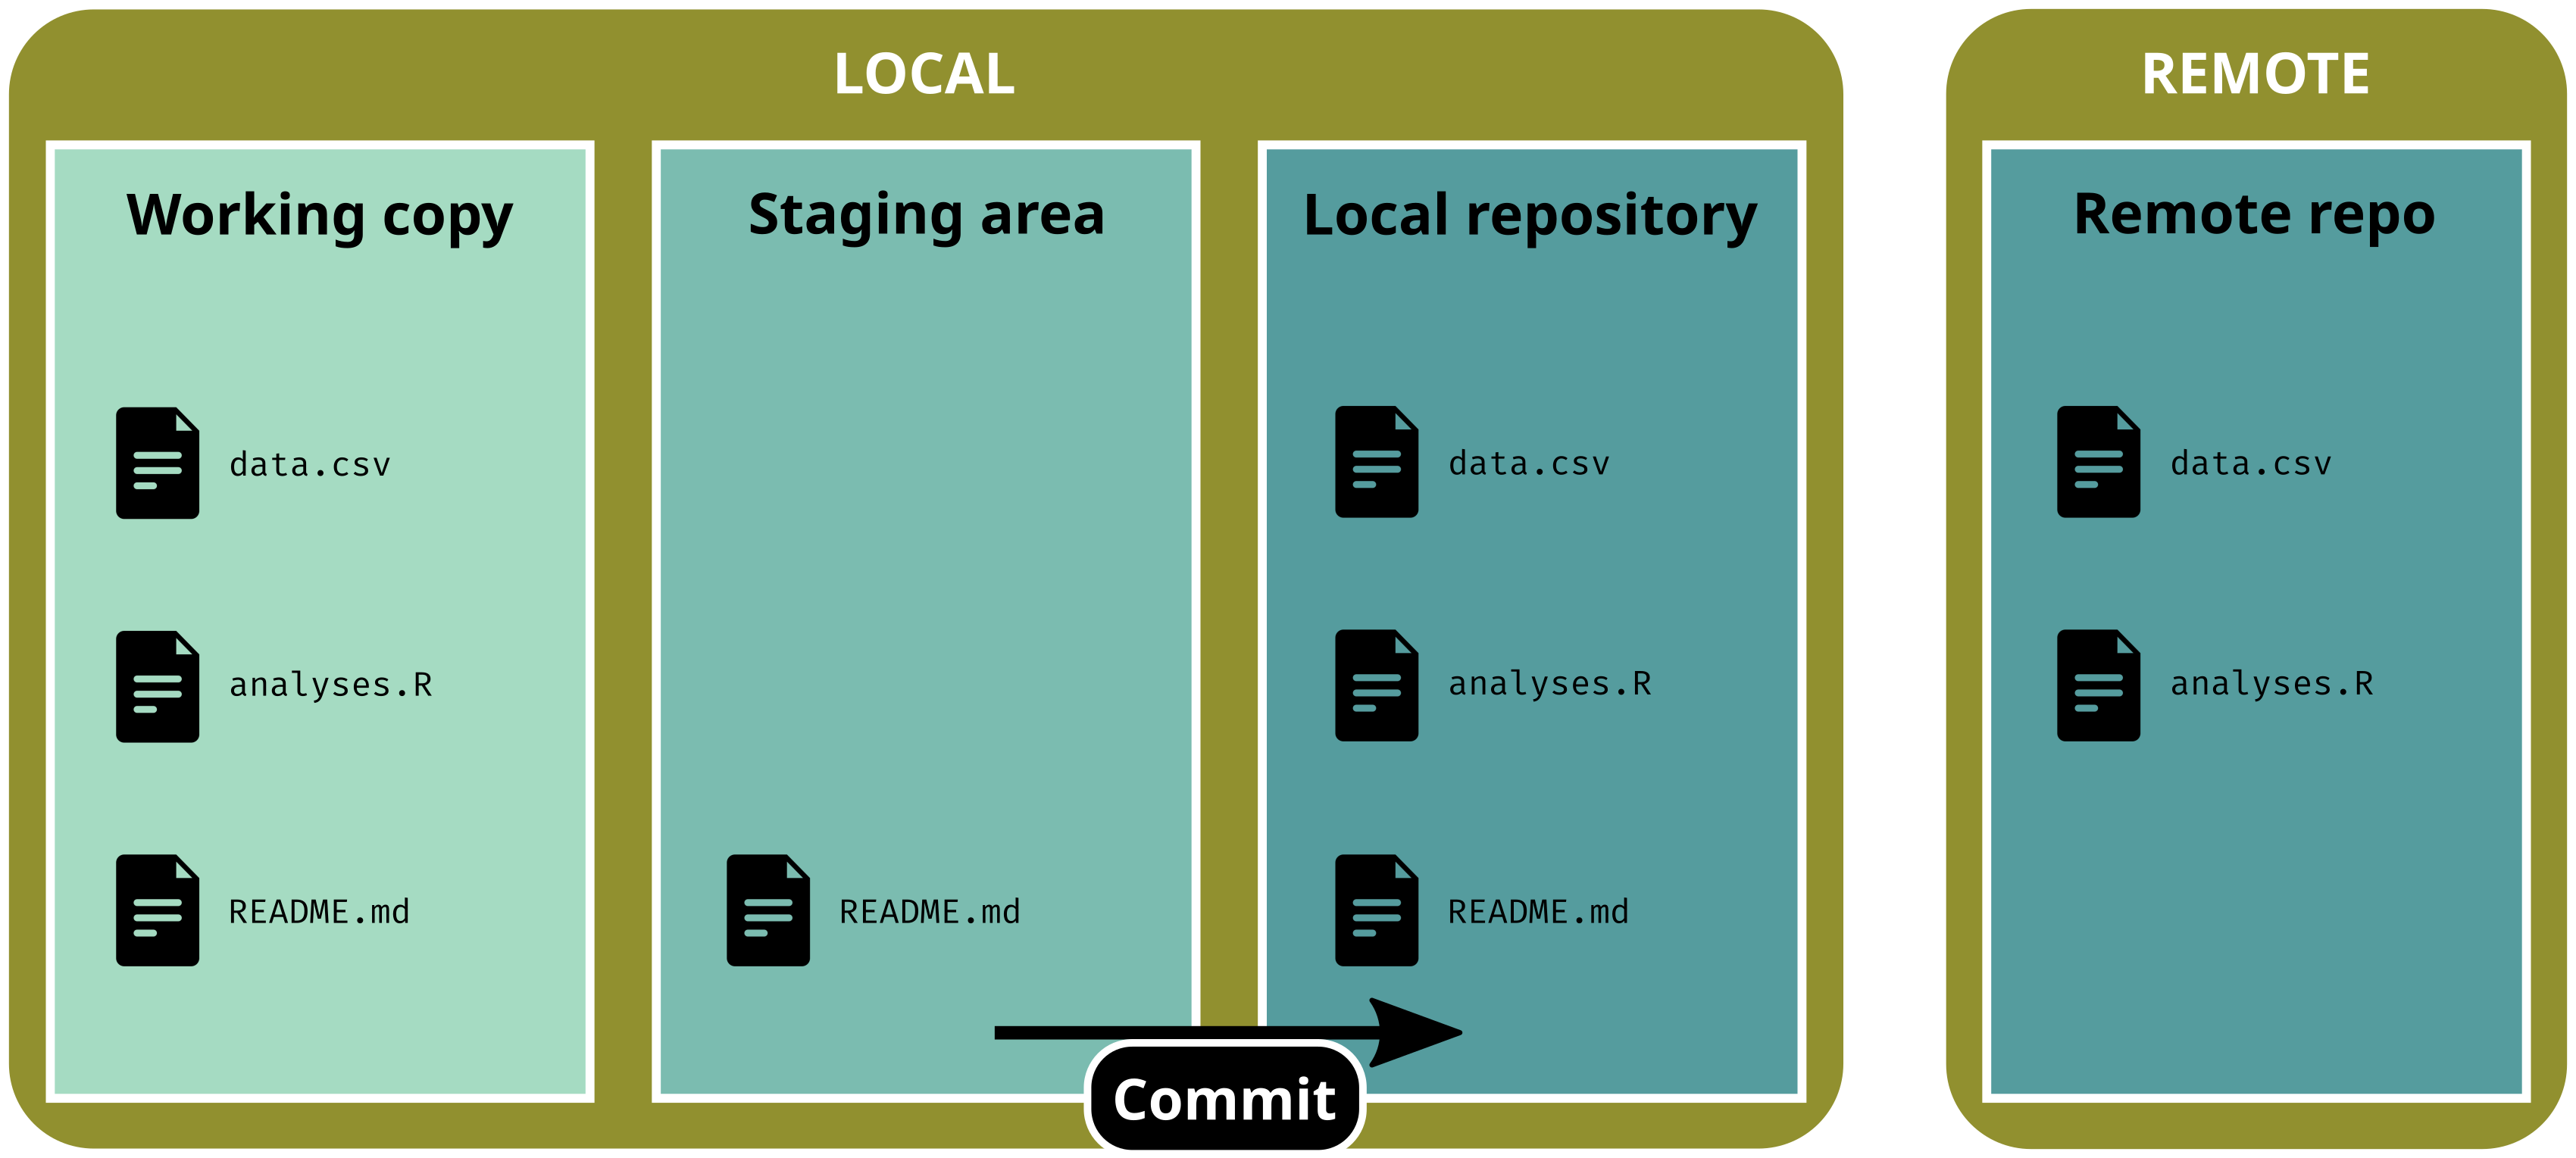 LOCAL
Working copy
data.csv
analyses.R
README.md
Staging area
README.md
Local repository
data.csv
analyses.R
README.md
Commit
REMOTE
Remote repo
data.csv
analyses.R